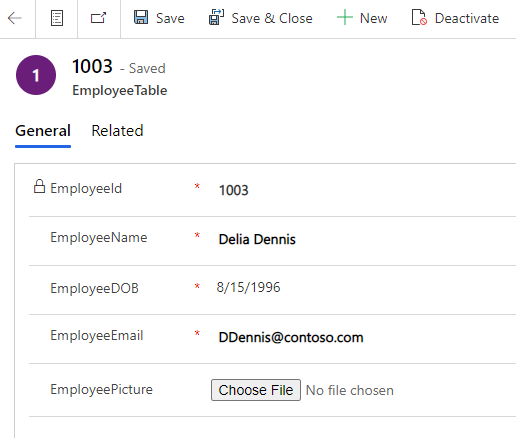 Save Save & Close New Deactivate
1 1003 - Saved
EmployeeTable
General Related
EmployeeId * 1003
EmployeeName * Delia Dennis
EmployeeDOB * 8/15/1996
EmployeeEmail * DDennis@contoso.com
EmployeePicture Choose File No file chosen